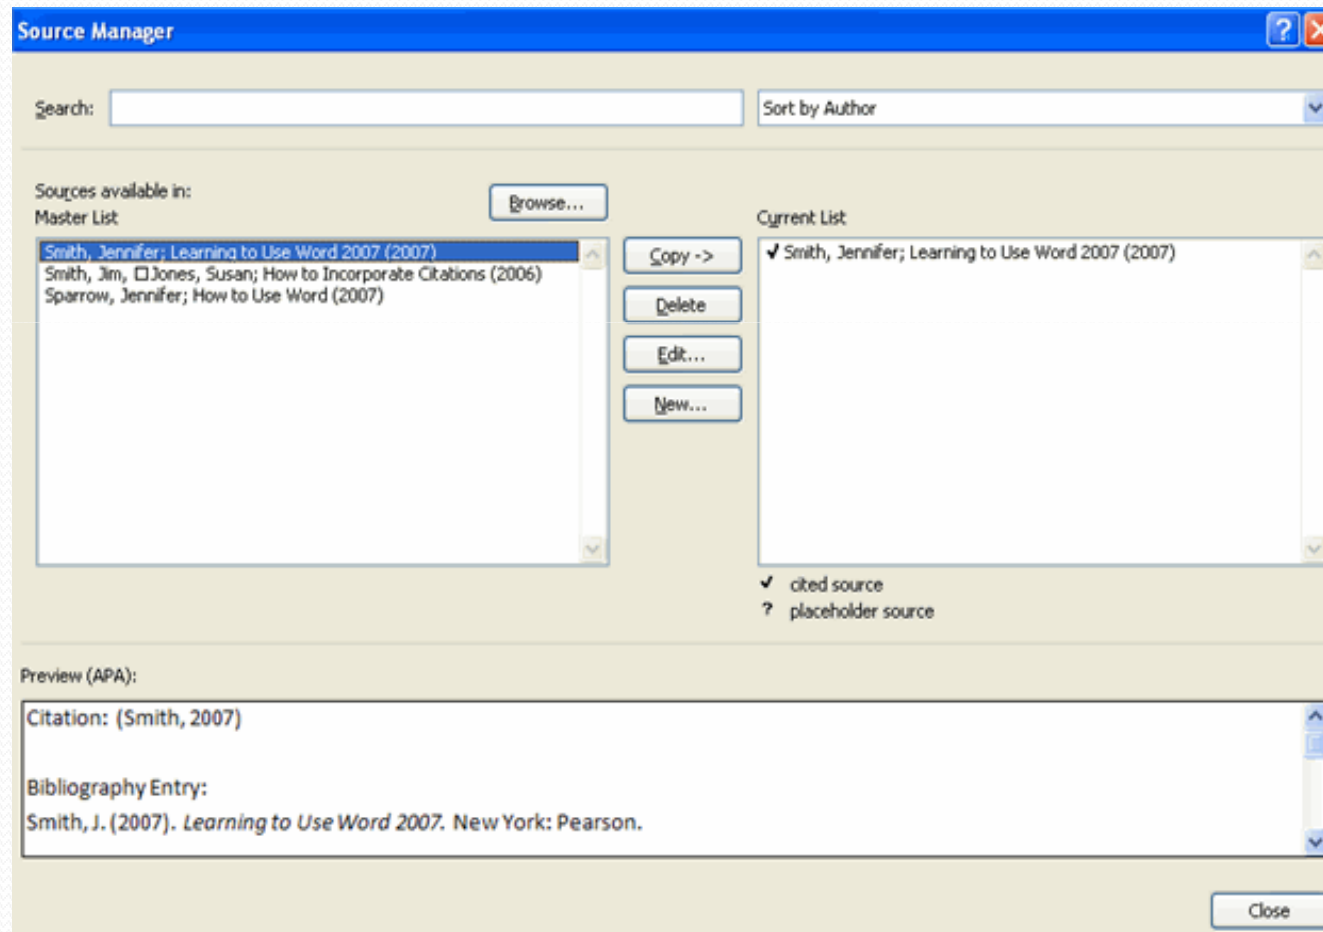 Source Manager
Search:
Sort by Author
Sources available in:
Master List
Browse...
Current List
Smith, Jennifer; Learning to Use Word 2007 (2007)
Smith, Jim, □Jones, Susan; How to Incorporate Citations (2006)
Sparrow, Jennifer; How to Use Word (2007)
Copy ->
Delete
Edit...
New...
✓ Smith, Jennifer; Learning to Use Word 2007 (2007)
✓ cited source
? placeholder source
Preview (APA):
Citation: (Smith, 2007)
Bibliography Entry:
Smith, J. (2007). Learning to Use Word 2007. New York: Pearson.
Close